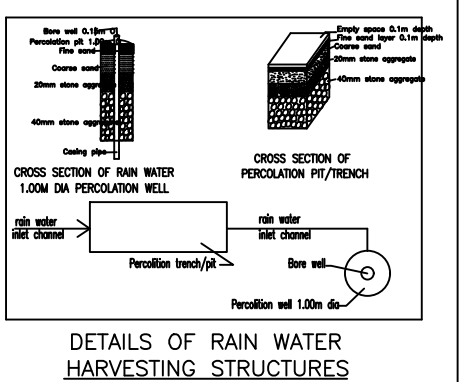 Bore well 0.15m
Percolation pit 1.00
Fine sand
Coarse sand
20mm stone aggregate
40mm stone aggregate
Casing pipe
CROSS SECTION OF RAIN WATER
1.00M DIA PERCOLATION WELL
Empty space 0.1m depth
Fine sand layer 0.1m depth
Coarse sand
20mm stone aggregate
40mm stone aggregate
CROSS SECTION OF
PERCOLATION PIT/TRENCH
rain water
inlet channel
Percolition trench/pit
rain water
inlet channel
Bore well
Percolition well 1.00m dia
DETAILS OF RAIN WATER
HARVESTING STRUCTURES